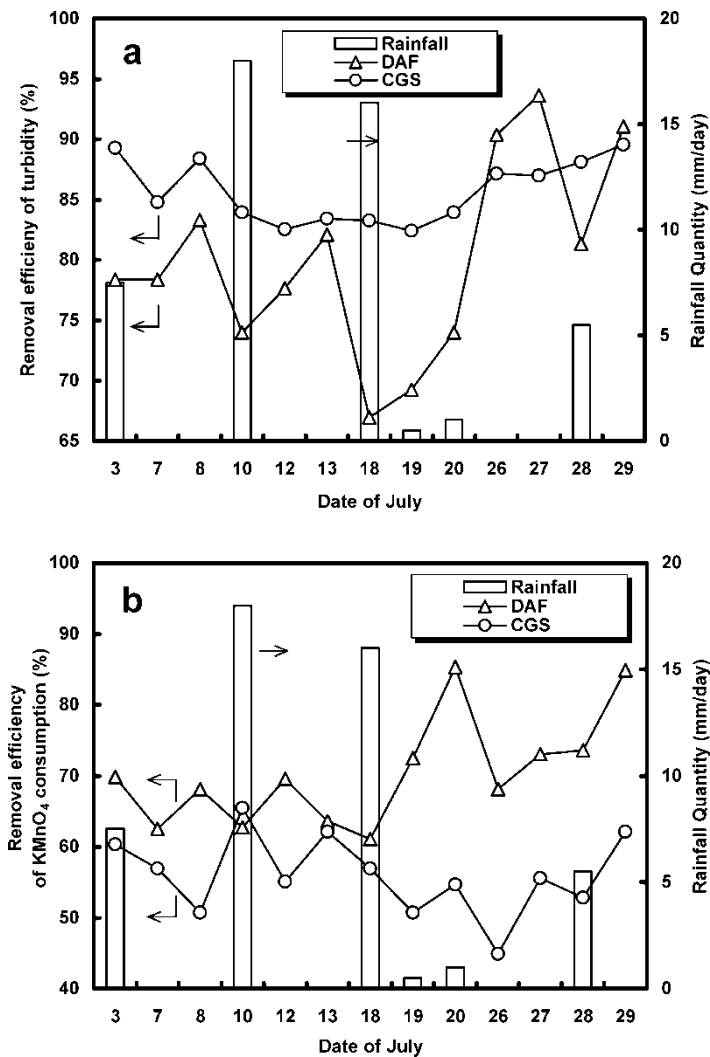 a
Rainfall
DAF
CGS
Removal efficieny of turbidity (%)
100
95
90
85
80
75
70
65
20
15
10
5
0
Rainfall Quantity (mm/day)
3 7 8 10 12 13 18 19 20 26 27 28 29
Date of July
b
Rainfall
DAF
CGS
Removal efficiency
of KMnO4 consumption (%)
100
90
80
70
60
50
40
20
15
10
5
0
Rainfall Quantity (mm/day)
3 7 8 10 12 13 18 19 20 26 27 28 29
Date of July